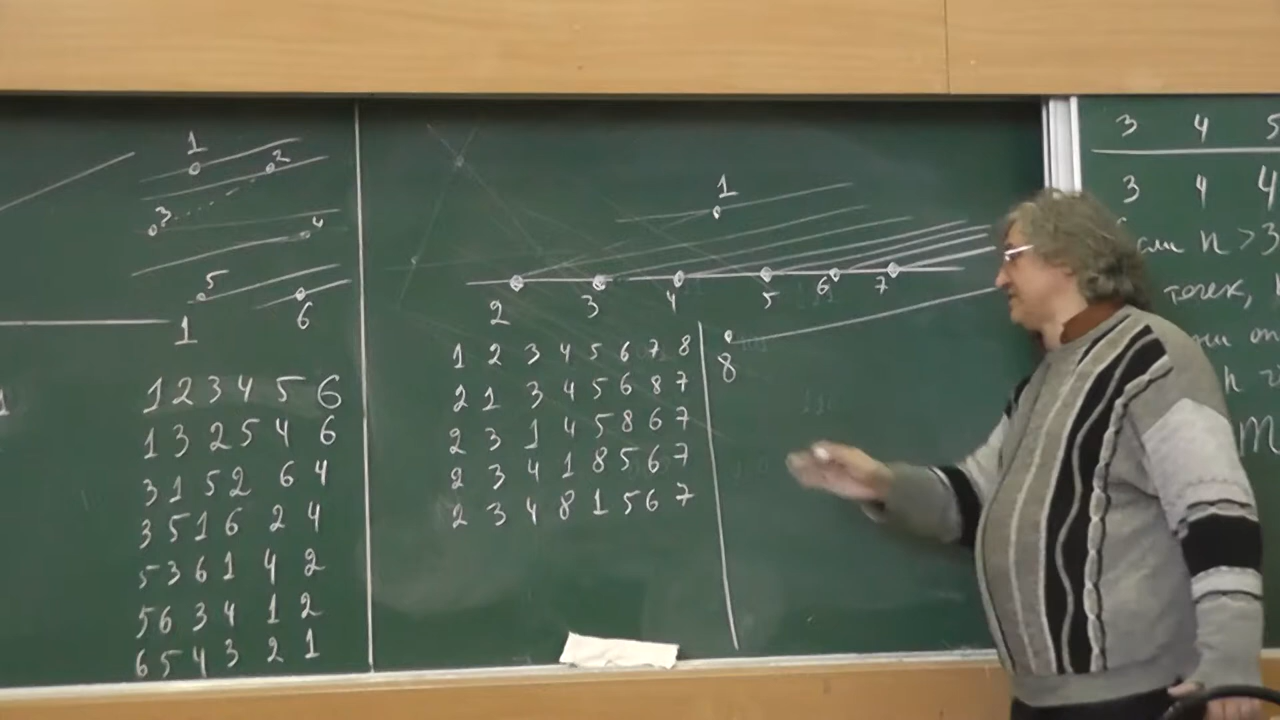 1
2
3
4
5
6
1
1 2 3 4 5 6
1 3 2 5 4 6
3 1 5 2 6 4
3 5 1 6 2 4
5 3 6 1 4 2
5 6 3 4 1 2
6 5 4 3 2 1
1
1
2 3 4 5 6 7
8
1 2 3 4 5 6 7 8
2 1 3 4 5 6 8 7
2 3 1 4 5 8 6 7
2 3 4 1 8 5 6 7
2 3 4 8 1 5 6 7
3 4 5
3 4 4
n > 3
точек,
m